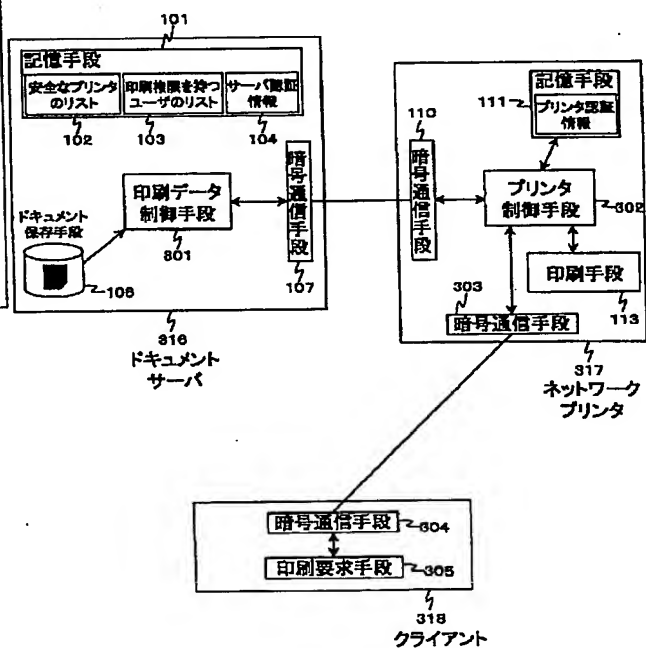 101
記憶手段
安全なプリンタ
のリスト
印刷権限を持つ
ユーザのリスト
サーバ認証
情報
102
103
104
ドキュメント
保存手段
106
印刷データ
制御手段
301
暗号通信手段
107
316
ドキュメント
サーバ
110
暗号通信手段
記憶手段
111
プリンタ認証
情報
プリンタ
制御手段
302
印刷手段
113
303
暗号通信手段
317
ネットワーク
プリンタ
暗号通信手段
304
印刷要求手段
305
318
クライアント